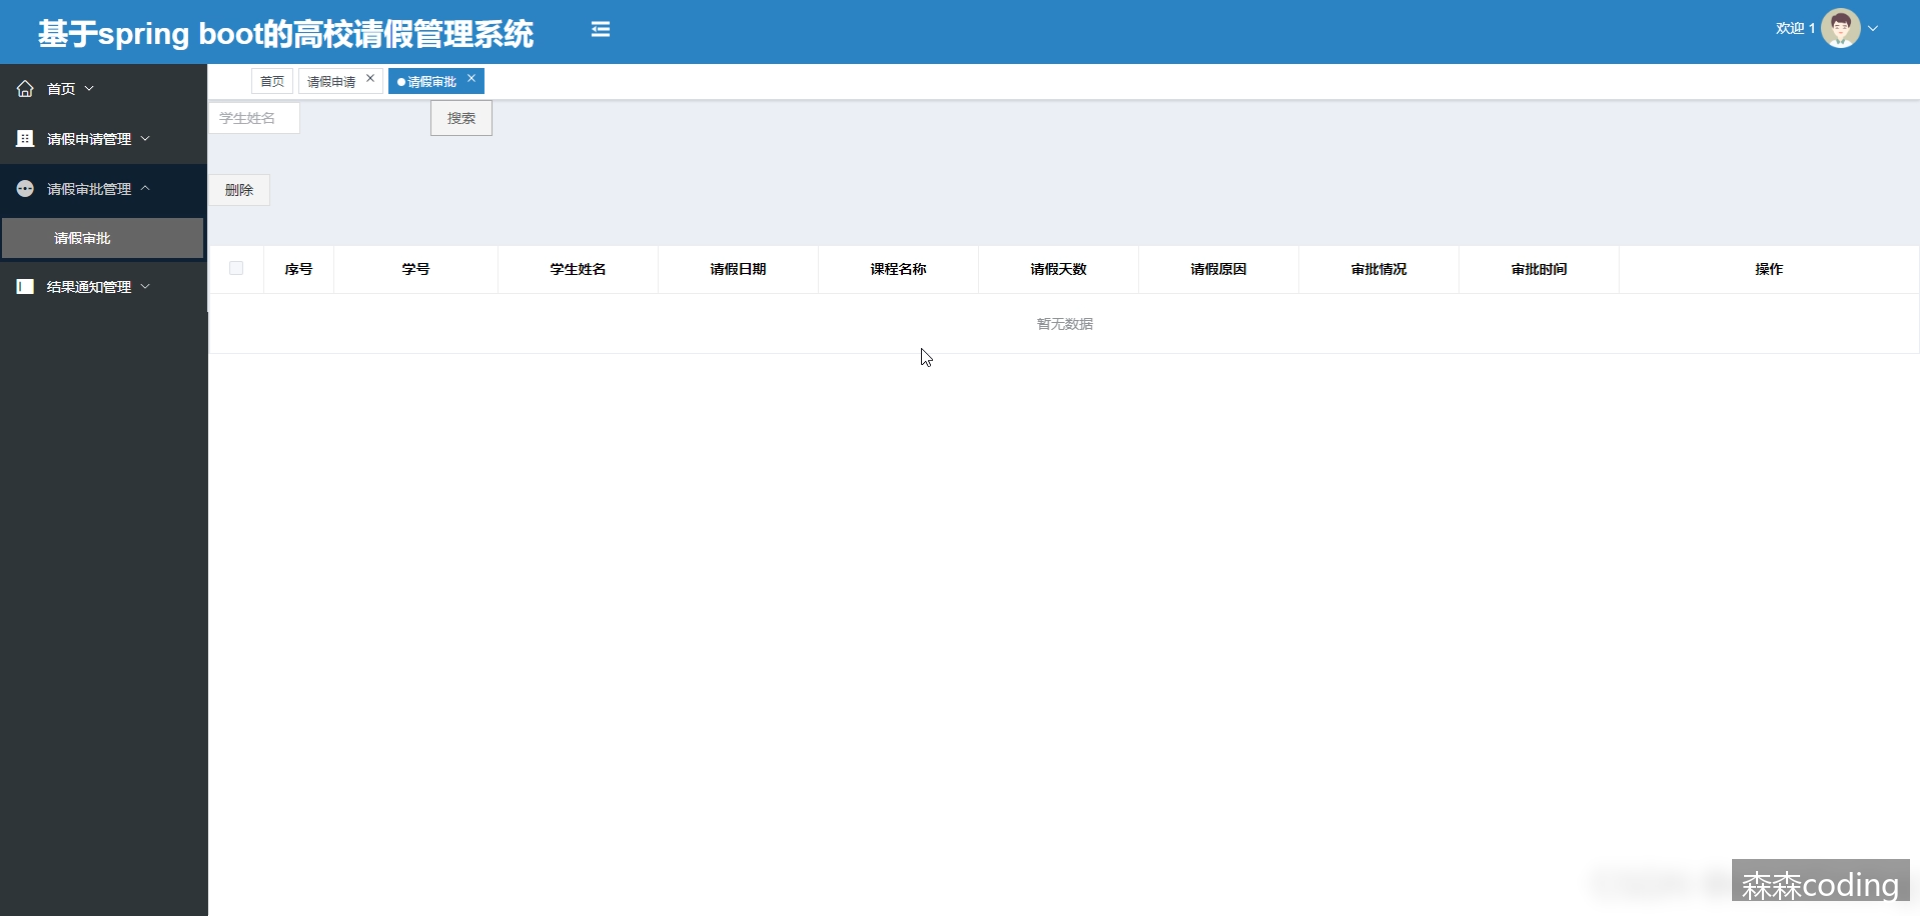 基于spring boot的高校请假管理系统
欢迎 1
首页
请假申请管理
请假审批管理
请假审批
结果通知管理
首页 请假申请 请假审批
学生姓名 搜索
删除
序号 学号 学生姓名 请假日期 课程名称 请假天数 请假原因 审批情况 审批时间 操作
暂无数据
森森coding